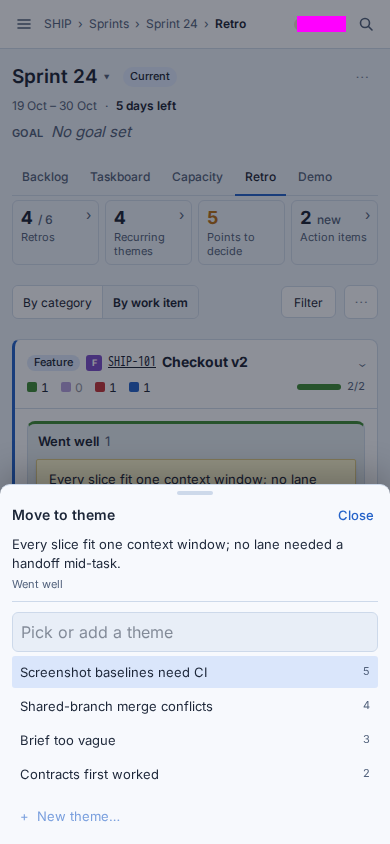 SHIP › Sprints › Sprint 24 › Retro
Sprint 24 ▾ Current ···
19 Oct – 30 Oct · 5 days left
GOAL No goal set
Backlog Taskboard Capacity Retro Demo
4 / 6 ›
Retros
4 ›
Recurring
themes
5
Points to
decide
2 new ›
Action items
By category By work item Filter ···
Feature F SHIP-101 Checkout v2
1 0 1 1 2/2
Went well 1
Every slice fit one context window; no lane
Move to theme Close
Every slice fit one context window; no lane needed a
handoff mid-task.
Went well
Pick or add a theme
Screenshot baselines need CI 5
Shared-branch merge conflicts 4
Brief too vague 3
Contracts first worked 2
+ New theme...